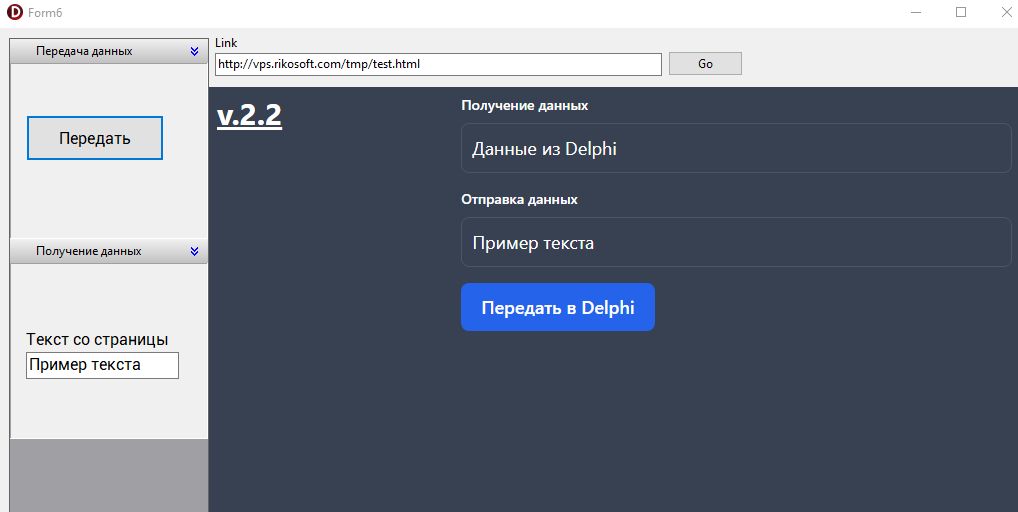 Form6
Передача данных
Передать
Получение данных
Текст со страницы
Пример текста
Link
http://vps.rikosoft.com/tmp/test.html
Go
v.2.2
Получение данных
Данные из Delphi
Отправка данных
Пример текста
Передать в Delphi